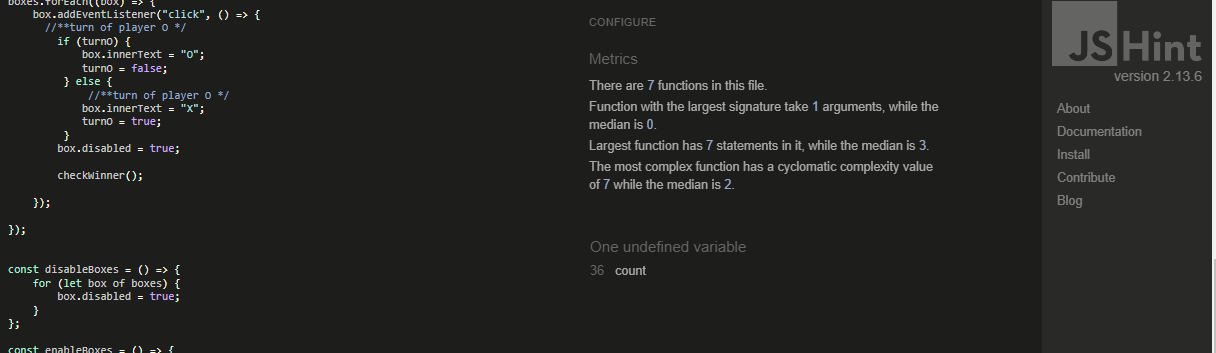 boxes.forEach((box) => {
box.addEventListener("click", () => {
//**turn of player O */
if (turnO) {
box.innerText = "O";
turnO = false;
} else {
//**turn of player O */
box.innerText = "X";
turnO = true;
}
box.disabled = true;
checkWinner();
});
});
const disableBoxes = () => {
for (let box of boxes) {
box.disabled = true;
}
};
const enableBoxes = () => {
CONFIGURE
Metrics
There are 7 functions in this file.
Function with the largest signature take 1 arguments, while the
median is 0.
Largest function has 7 statements in it, while the median is 3.
The most complex function has a cyclomatic complexity value
of 7 while the median is 2.
One undefined variable
36 count
JSHint
version 2.13.6
About
Documentation
Install
Contribute
Blog